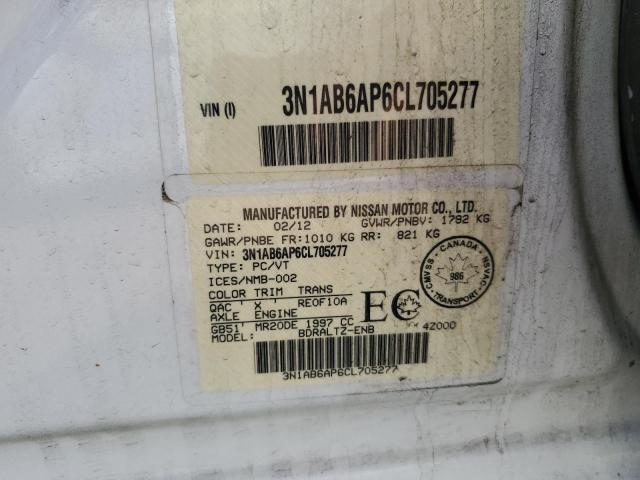 VIN (I) 3N1AB6AP6CL705277
MANUFACTURED BY NISSAN MOTOR CO., LTD.
DATE: 02/12 GVWR/PNBV: 1792 KG
GAWR/PNBE FR:1010 KG RR: 821 KG
VIN: 3N1AB6AP6CL705277
TYPE: PC/VT
ICES/NMB-002
COLOR TRIM TRANS
QAC X RE0F10A
AXLE ENGINE
GB51 MR20DE 1997 CC
MODEL: BDRALTZ-ENB
EC
4Z000
CANADA
CMVSS NSVAC
986
TRANSPORT
3N1AB6AP6CL705277